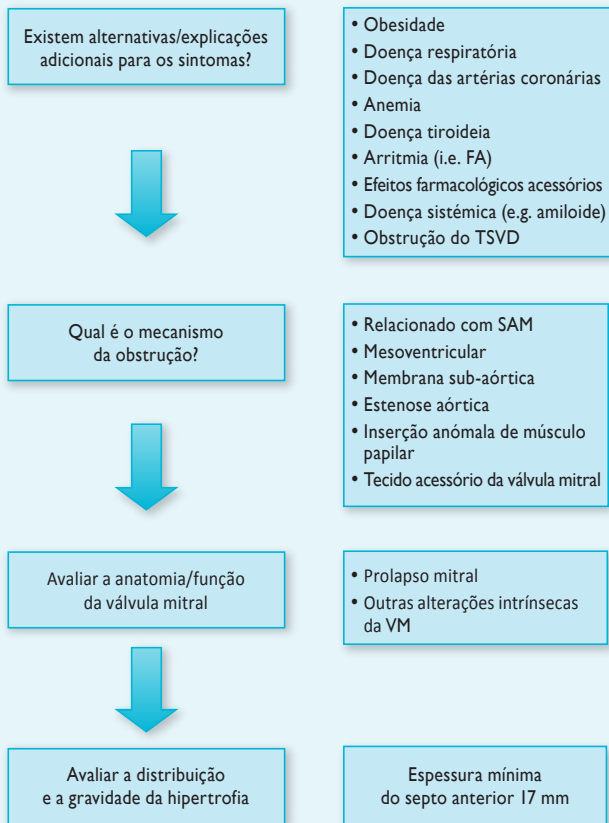 Existem alternativas/explicações
adicionais para os sintomas?
• Obesidade
• Doença respiratória
• Doença das artérias coronárias
• Anemia
• Doença tiroideia
• Arritmia (i.e. FA)
• Efeitos farmacológicos acessórios
• Doença sistémica (e.g. amiloide)
• Obstrução do TSVD
Qual é o mecanismo
da obstrução?
• Relacionado com SAM
• Mesoventricular
• Membrana sub-aórtica
• Estenose aórtica
• Inserção anómala de músculo
papilar
• Tecido acessório da válvula mitral
Avaliar a anatomia/função
da válvula mitral
• Prolapso mitral
• Outras alterações intrínsecas
da VM
Avaliar a distribuição
e a gravidade da hipertrofia
Espessura mínima
do septo anterior 17 mm